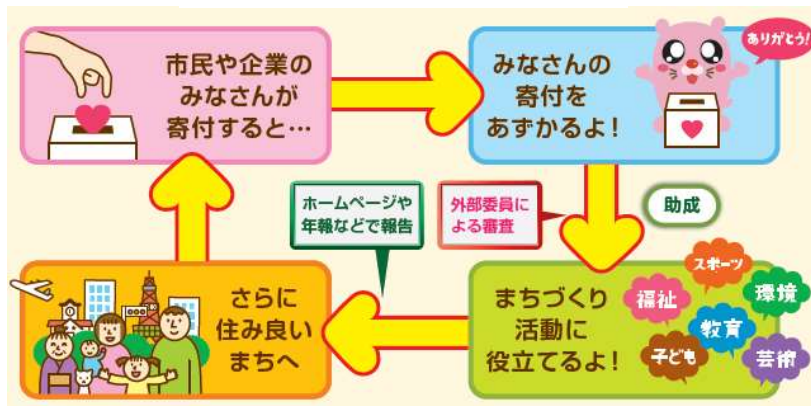 市民や企業の
みなさんが
寄付すると…
みなさんの
寄付を
あずかるよ！
ありがとう！
ホームページや
年報などで報告
外部委員に
よる審査
助成
さらに
住み良い
まちへ
まちづくり
活動に
役立てるよ！
スポーツ
福祉
環境
教育
子ども
芸術